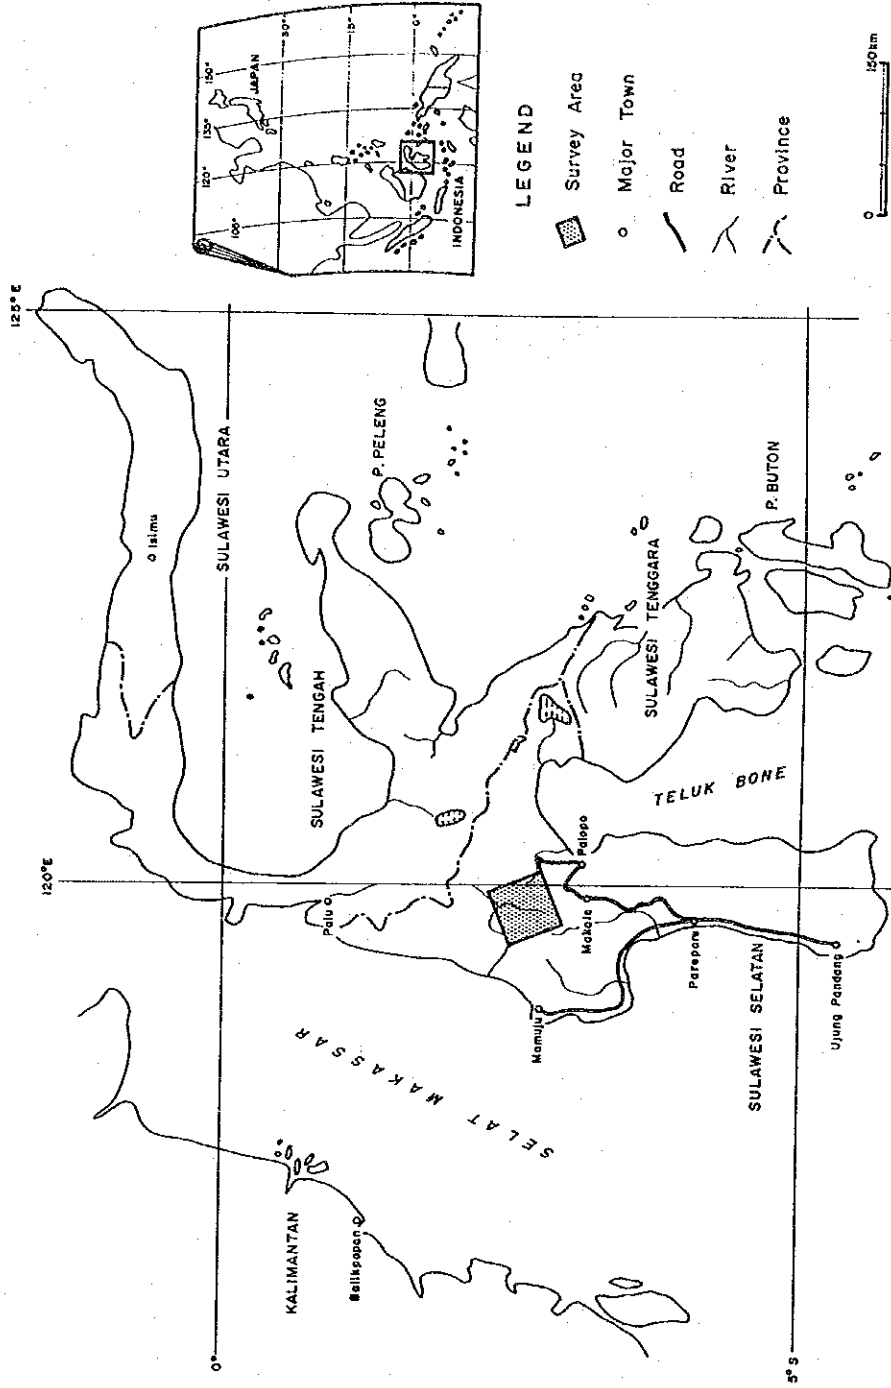 125° E
120°E
0°
5° S
KALIMANTAN
Balikpapan
SELAT MAKASSAR
Palu
SULAWESI TENGAH
Isimu
SULAWESI UTARA
P. PELENG
Mamuju
Makale
Palopo
Parepare
SULAWESI SELATAN
Ujung Pandang
TELUK BONE
SULAWESI TENGGARA
P. BUTON
100°
120°
135°
150°
30°
15°
0°
JAPAN
INDONESIA
LEGEND
Survey Area
Major Town
Road
River
Province
0 150km